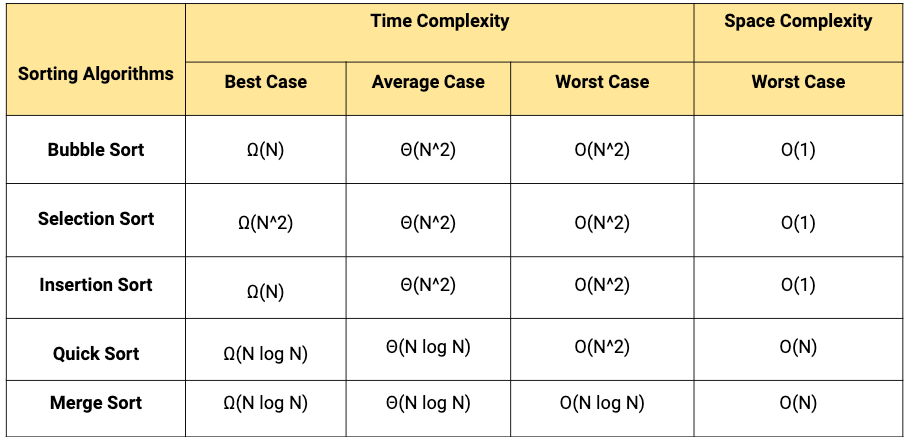 Time Complexity Space Complexity
Sorting Algorithms
Best Case Average Case Worst Case Worst Case
Bubble Sort Ω(N) Θ(N^2) O(N^2) O(1)
Selection Sort Ω(N^2) Θ(N^2) O(N^2) O(1)
Insertion Sort Ω(N) Θ(N^2) O(N^2) O(1)
Quick Sort Ω(N log N) Θ(N log N) O(N^2) O(N)
Merge Sort Ω(N log N) Θ(N log N) O(N log N) O(N)